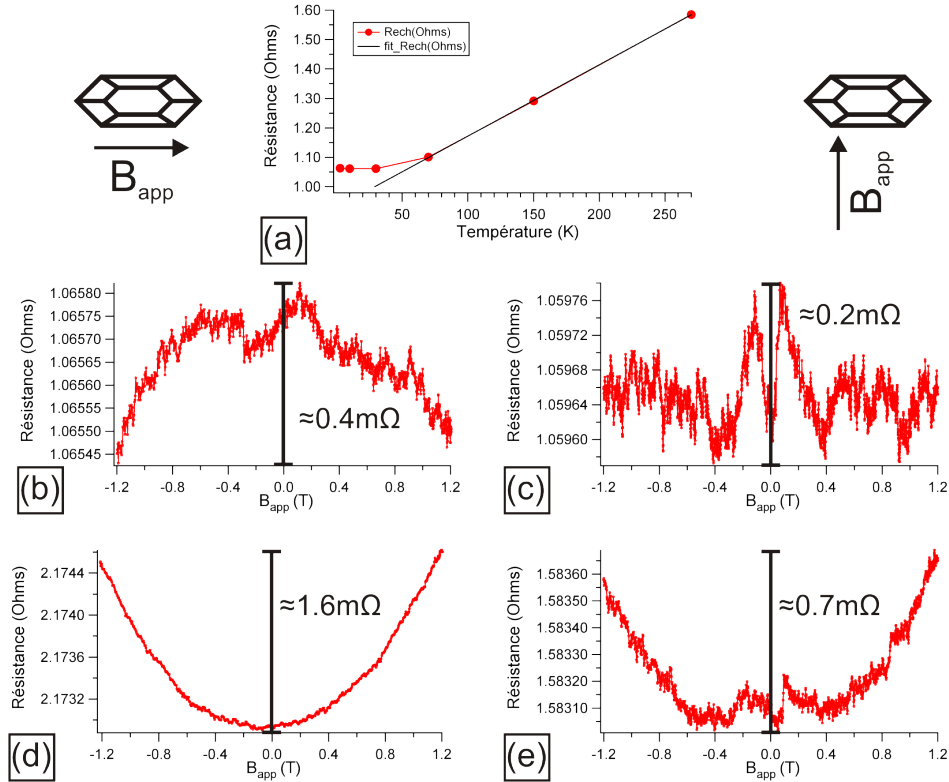 1.60
1.50
1.40
1.30
1.20
1.10
1.00
Résistance (Ohms)
Rech(Ohms)
fit_Rech(Ohms)
50
100
150
200
250
Température (K)
(a)
B app
B app
1.06580
1.06575
1.06570
1.06565
1.06560
1.06555
1.06550
1.06545
Résistance (Ohms)
≈0.4mΩ
-1.2
-0.8
-0.4
0.0
0.4
0.8
1.2
B app (T)
(b)
1.05976
1.05972
1.05968
1.05964
1.05960
Résistance (Ohms)
≈0.2mΩ
-1.2
-0.8
-0.4
0.0
0.4
0.8
1.2
B app (T)
(c)
2.1744
2.1740
2.1736
2.1732
Résistance (Ohms)
≈1.6mΩ
-1.2
-0.8
-0.4
0.0
0.4
0.8
1.2
B app (T)
(d)
1.58360
1.58350
1.58340
1.58330
1.58320
1.58310
Résistance (Ohms)
≈0.7mΩ
-1.2
-0.8
-0.4
0.0
0.4
0.8
1.2
B app (T)
(e)